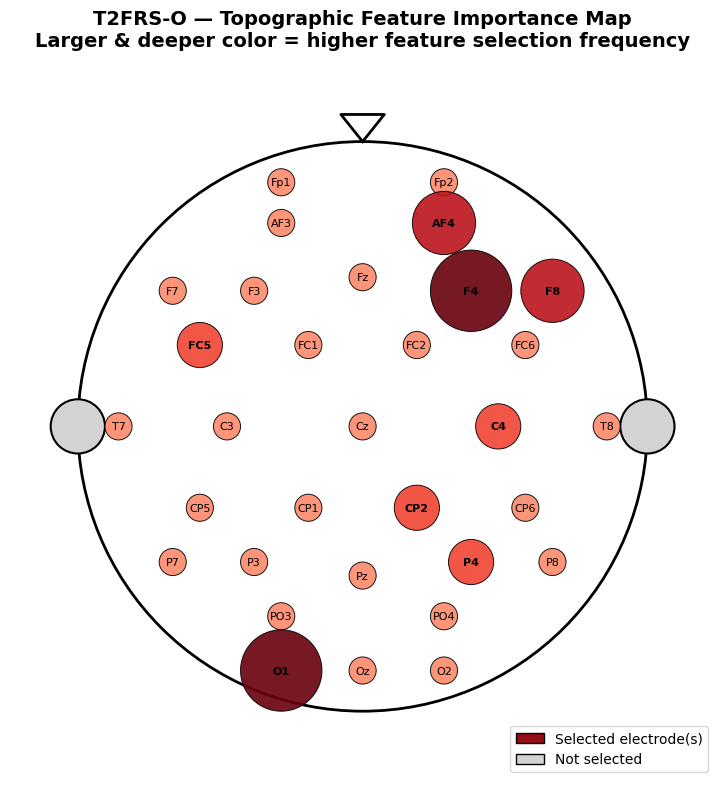 T2FRS-O — Topographic Feature Importance Map
Larger & deeper color = higher feature selection frequency
Fp1 Fp2
AF3 AF4
Fz
F7 F3 F4 F8
FC5 FC1 FC2 FC6
T7 C3 Cz C4 T8
CP5 CP1 CP2 CP6
P7 P3 P4 P8
Pz
PO3 PO4
O1 Oz O2
Selected electrode(s)
Not selected